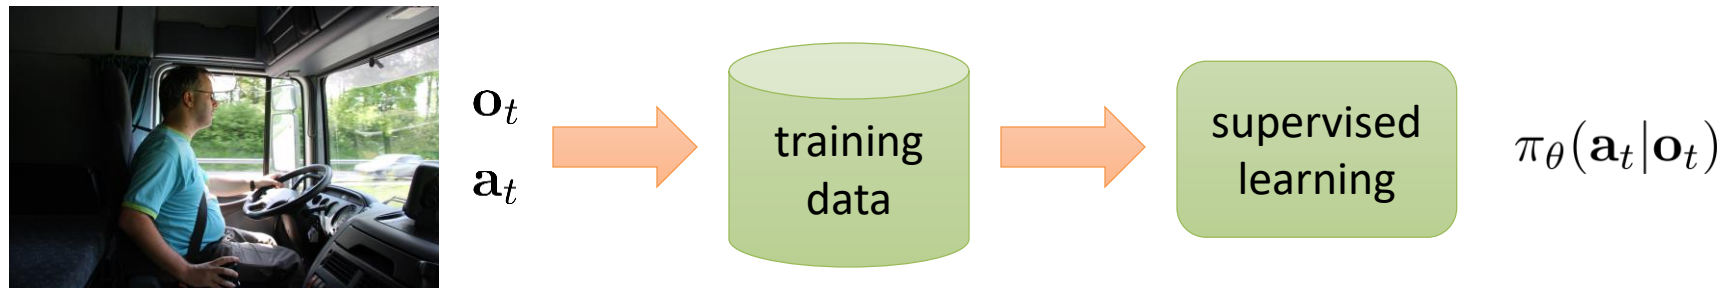 𝐨_t
𝐚_t
training
data
supervised
learning
π_θ(𝐚_t|𝐨_t)